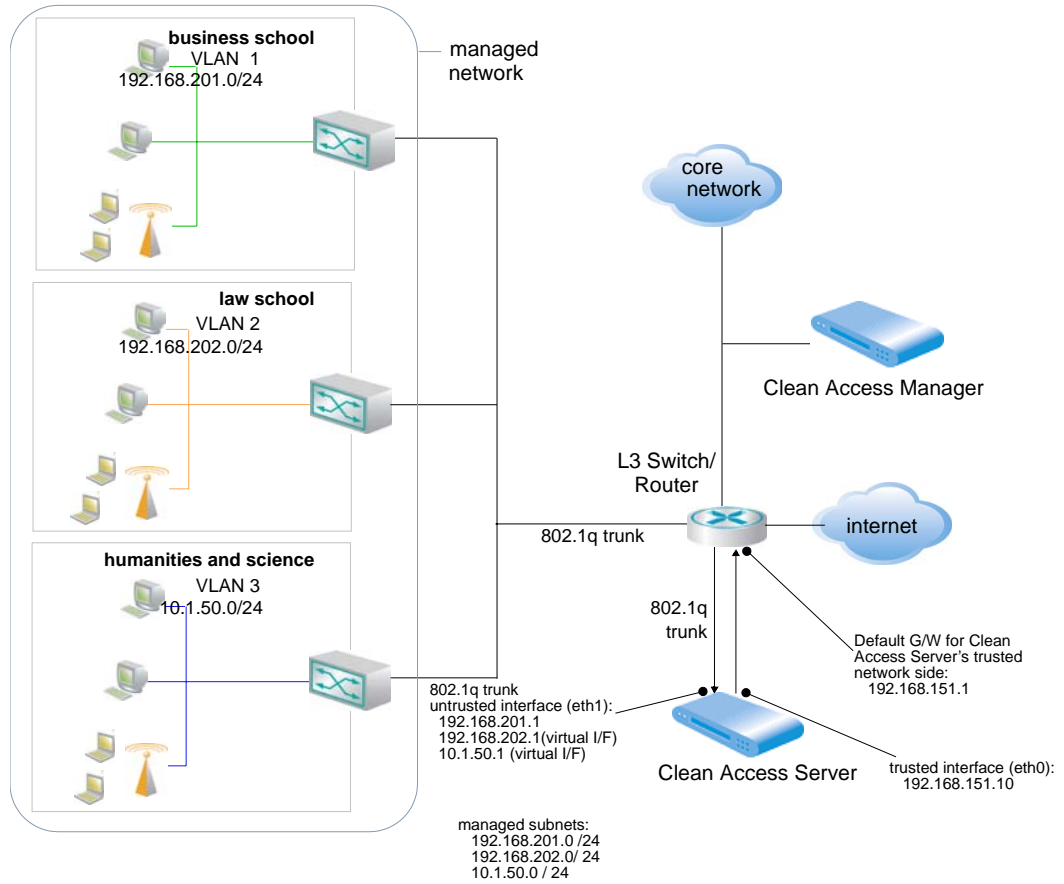 business school
VLAN 1
192.168.201.0/24
managed
network
core
network
law school
VLAN 2
192.168.202.0/24
Clean Access Manager
L3 Switch/
Router
802.1q trunk
internet
humanities and science
VLAN 3
10.1.50.0/24
802.1q
trunk
Default G/W for Clean
Access Server’s trusted
network side:
192.168.151.1
802.1q trunk
untrusted interface (eth1):
192.168.201.1
192.168.202.1(virtual I/F)
10.1.50.1 (virtual I/F)
Clean Access Server
trusted interface (eth0):
192.168.151.10
managed subnets:
192.168.201.0 /24
192.168.202.0/ 24
10.1.50.0 / 24